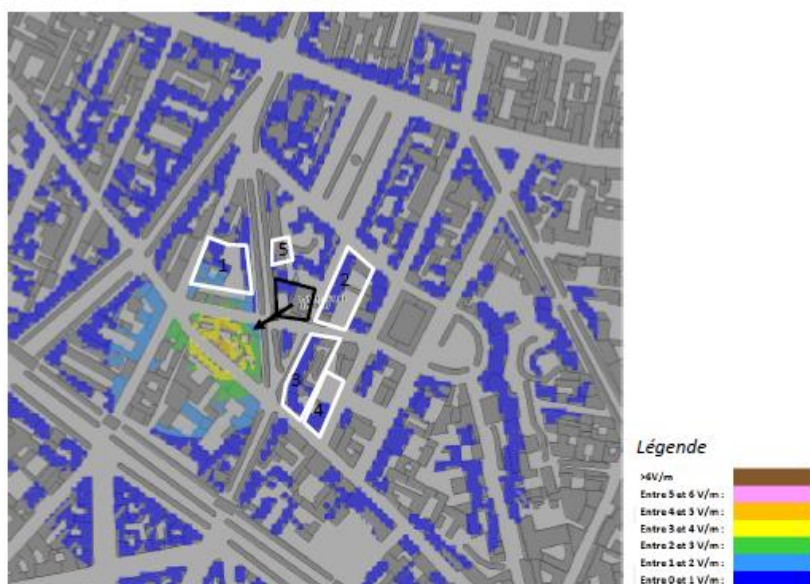 5
1
2
3
4
Légende
>6V/m
Entre 5 et 6 V/m :
Entre 4 et 5 V/m :
Entre 3 et 4 V/m :
Entre 2 et 3 V/m :
Entre 1 et 2 V/m :
Entre 0 et 1 V/m :